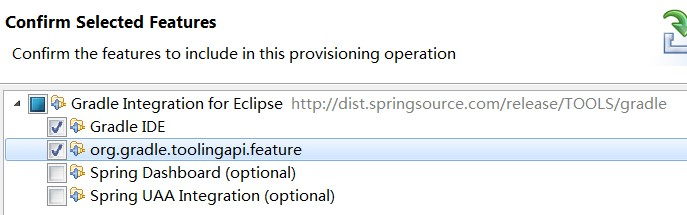 Confirm Selected Features
Confirm the features to include in this provisioning operation
Gradle Integration for Eclipse http://dist.springsource.com/release/TOOLS/gradle
Gradle IDE
org.gradle.toolingapi.feature
Spring Dashboard (optional)
Spring UAA Integration (optional)